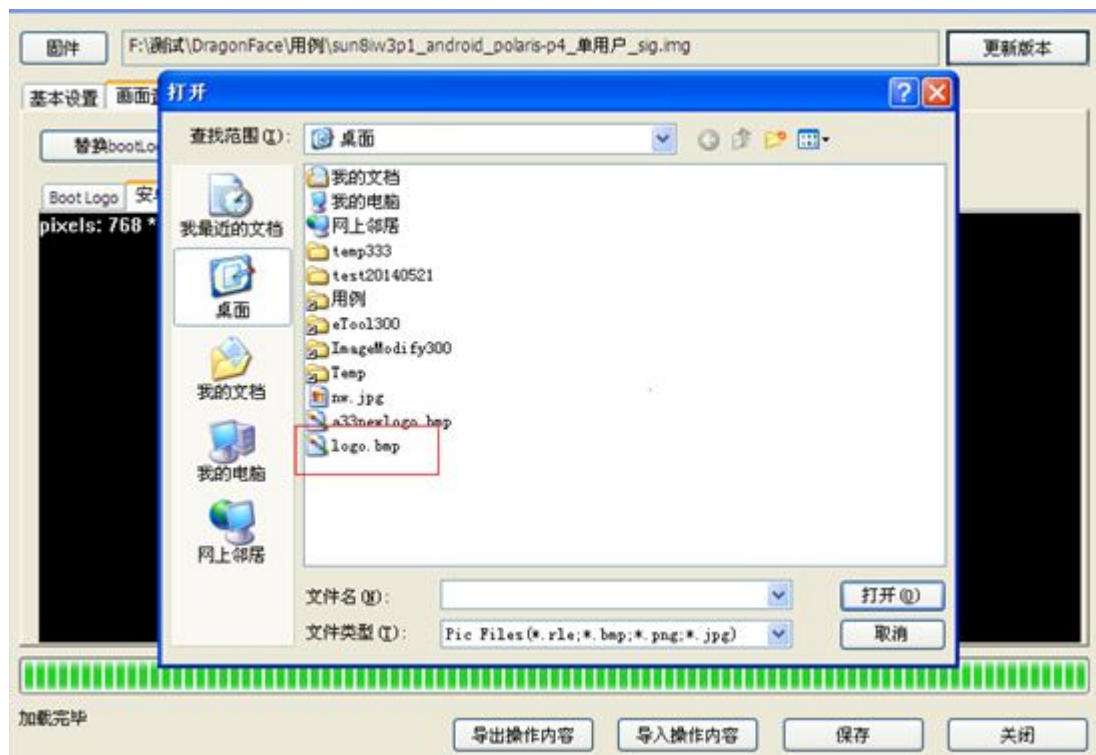 固件
F:\测试\DragonFace\用例\sun8iw3p1_android_polaris-p4_单用户_sig.img
更新版本
基本设置
打开
查找范围(I):
桌面
替换bootLo
Boot Logo
pixels: 768 *
我最近的文档
桌面
我的文档
我的电脑
网上邻居
我的文档
我的电脑
网上邻居
temp333
test20140521
用例
eTool300
ImageModify300
Temp
nw.jpg
a33newlogo.bmp
logo.bmp
文件名(N):
打开(O)
文件类型(T):
Pic Files(*.rle;*.bmp;*.png;*.jpg)
取消
加载完毕
导出操作内容
导入操作内容
保存
关闭